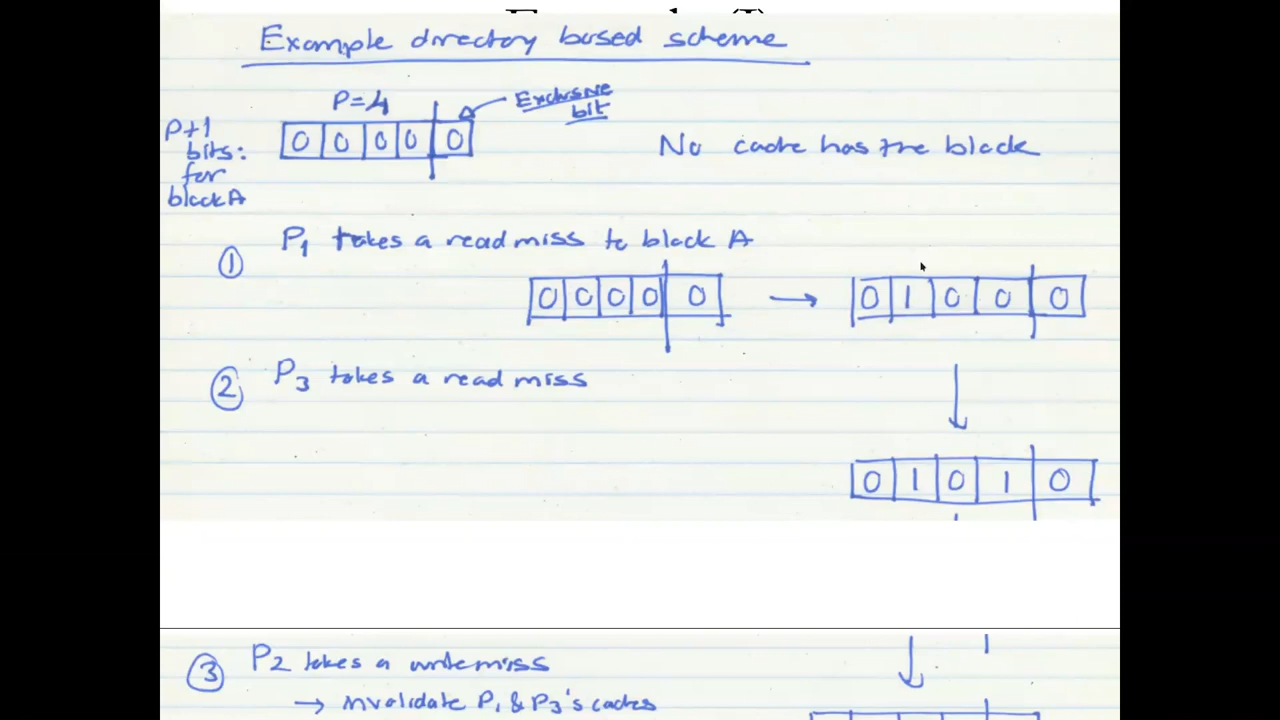 Example directory based scheme
P=4
Exclusive
bit
P+1
bits:
for
block A
0 0 0 0 0
No cache has the block
1 P1 takes a read miss to block A
0 0 0 0 0 → 0 1 0 0 0
2 P3 takes a read miss
0 1 0 1 0
3 P2 takes a write miss
→ Invalidate P1 & P3's caches